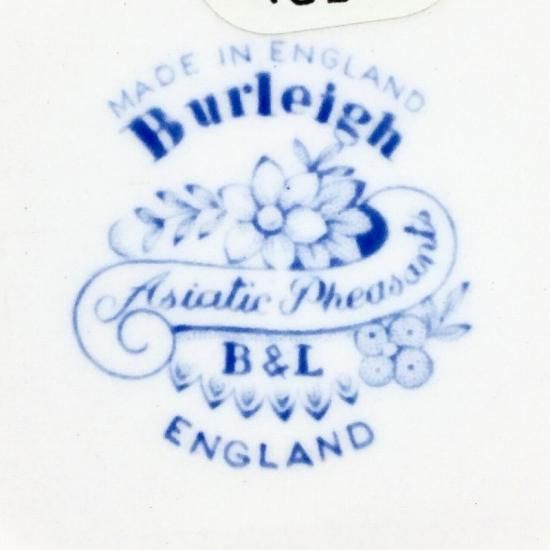 MADE IN ENGLAND
Burleigh
Asiatic Pheasants
B & L
ENGLAND